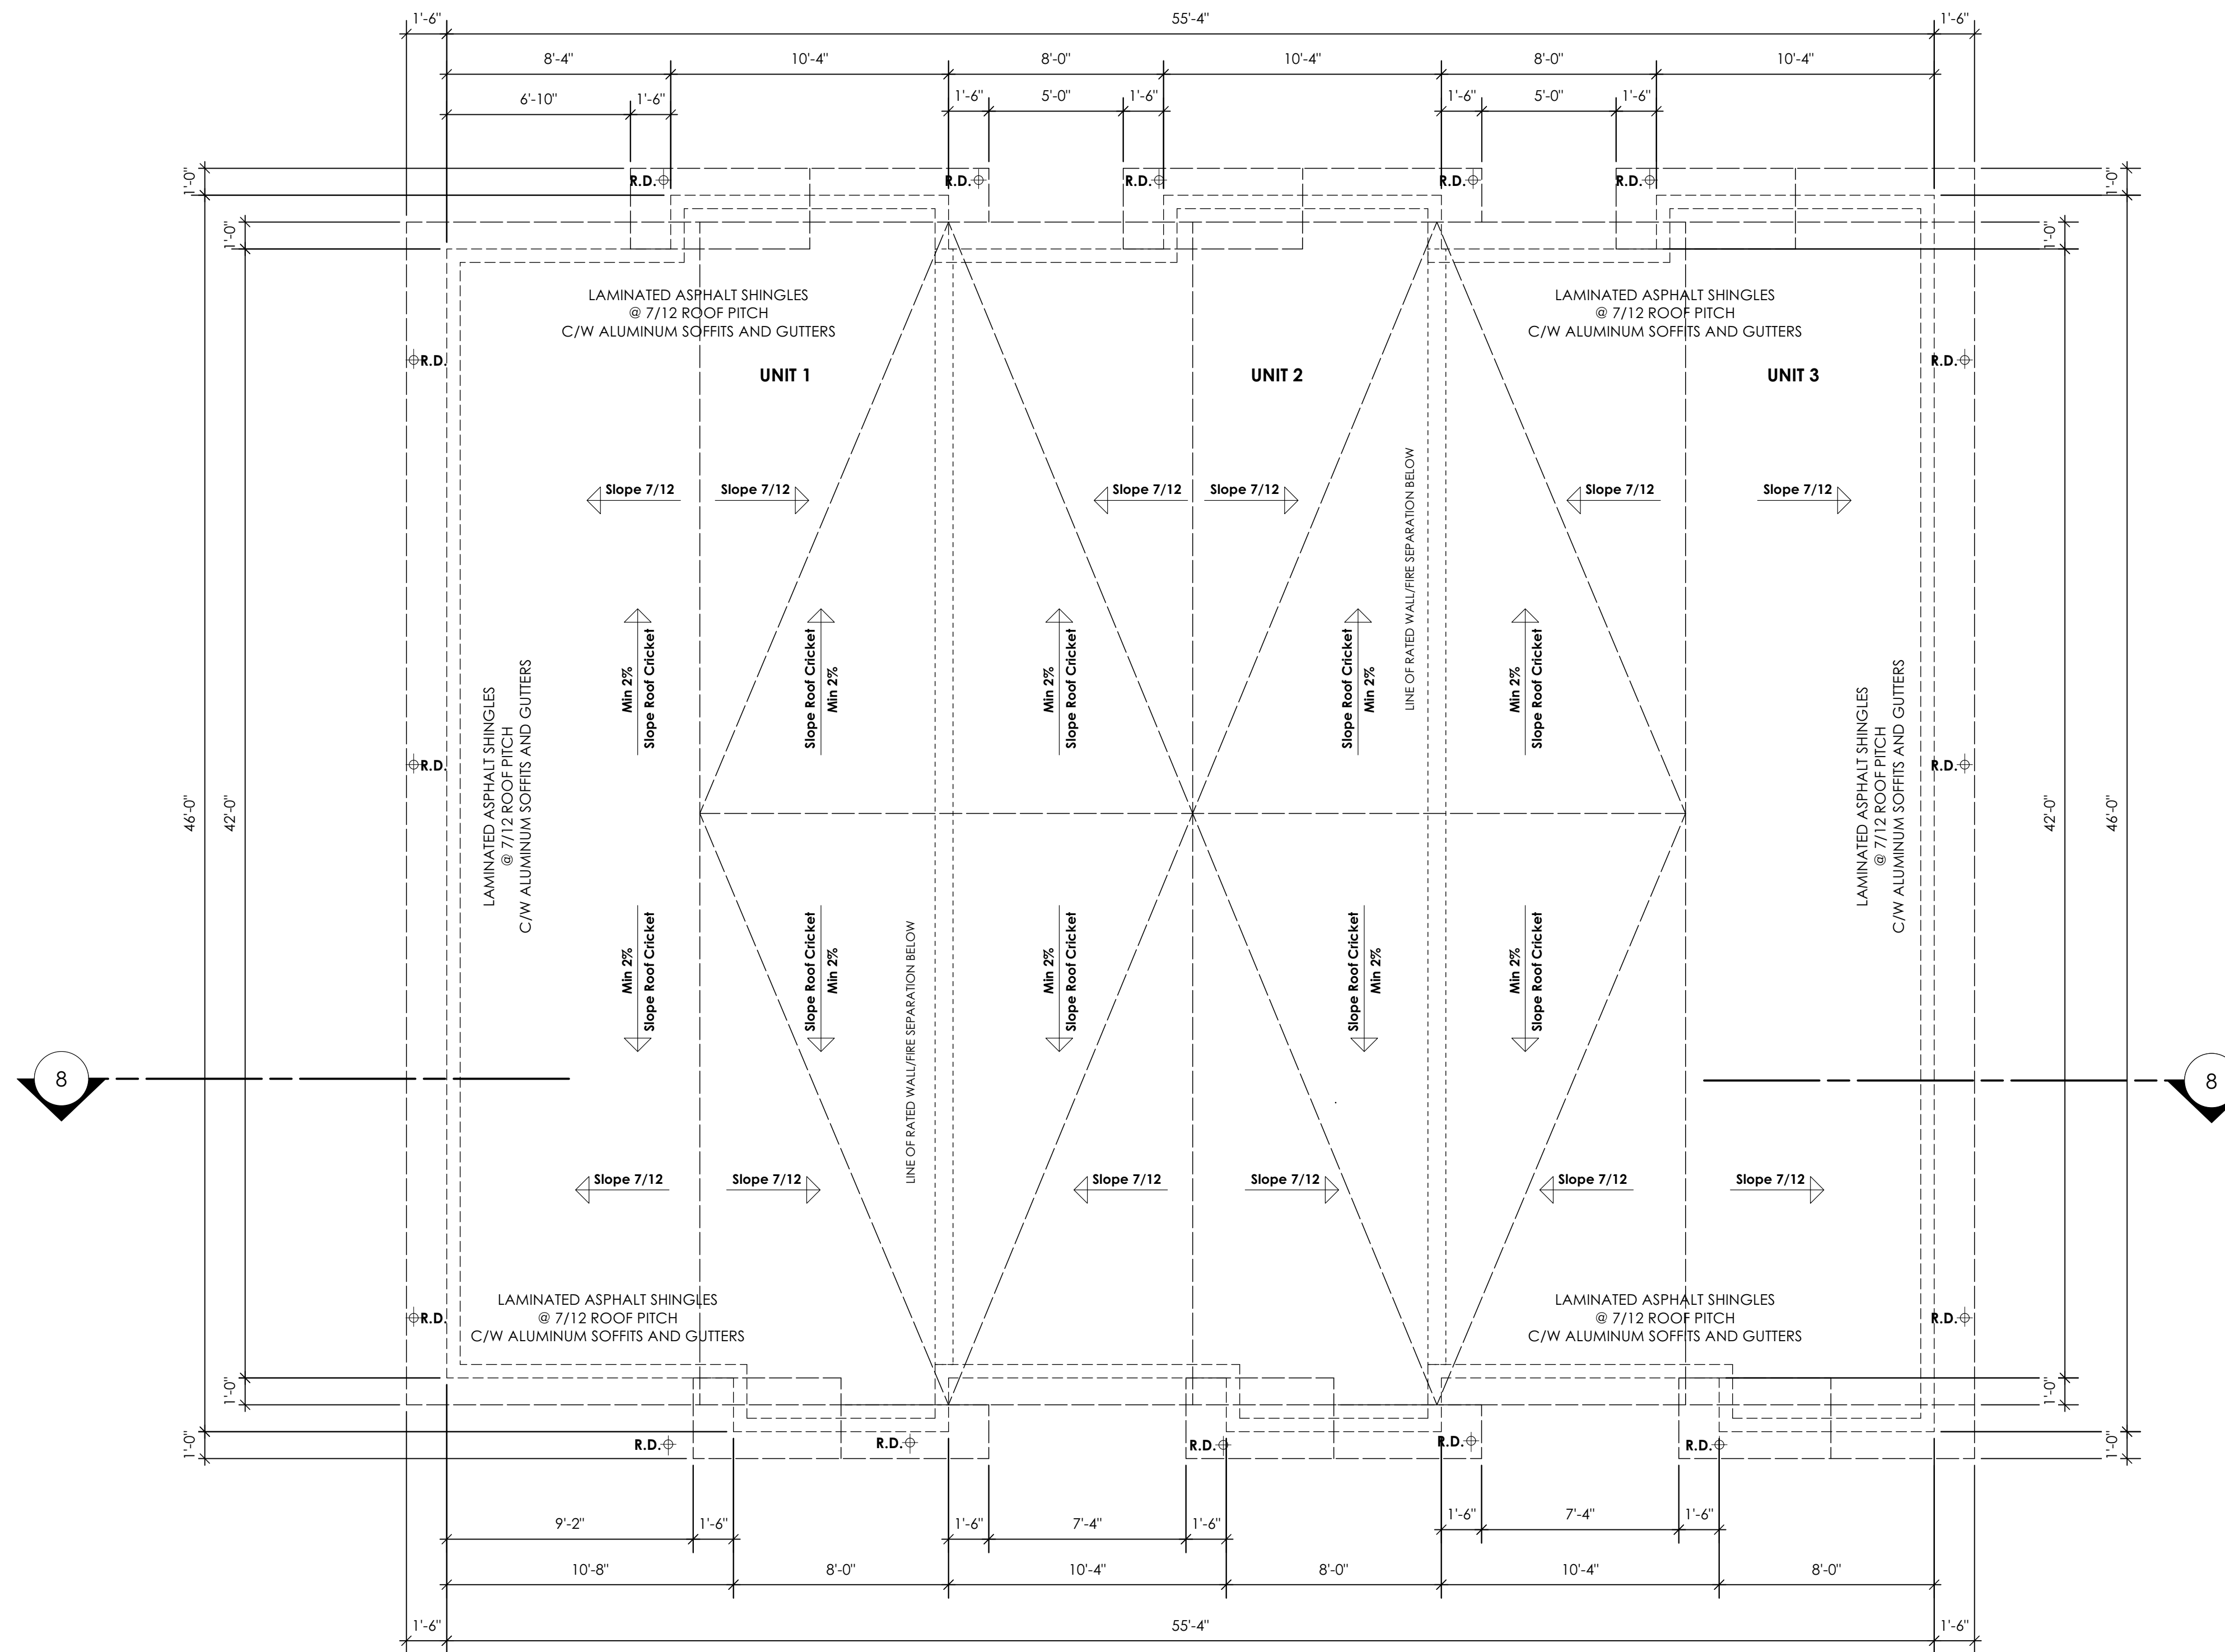 1'-6" 55'-4" 1'-6"
8'-4" 10'-4" 8'-0" 10'-4" 8'-0" 10'-4"
6'-10" 1'-6" 1'-6" 5'-0" 1'-6" 1'-6" 5'-0" 1'-6"
1'-0" R.D. R.D. R.D. R.D. R.D. 1'-0"
1'-0" 1'-0"
LAMINATED ASPHALT SHINGLES
@ 7/12 ROOF PITCH
C/W ALUMINUM SOFFITS AND GUTTERS
LAMINATED ASPHALT SHINGLES
@ 7/12 ROOF PITCH
C/W ALUMINUM SOFFITS AND GUTTERS
R.D. R.D.
UNIT 1 UNIT 2 UNIT 3
Slope 7/12 Slope 7/12 Slope 7/12 Slope 7/12 Slope 7/12 Slope 7/12
LINE OF RATED WALL/FIRE SEPARATION BELOW
Min 2%
Slope Roof Cricket
Slope Roof Cricket
Min 2%
Min 2%
Slope Roof Cricket
Slope Roof Cricket
Min 2%
Min 2%
Slope Roof Cricket
R.D. R.D.
46'-0"
42'-0"
LAMINATED ASPHALT SHINGLES
@ 7/12 ROOF PITCH
C/W ALUMINUM SOFFITS AND GUTTERS
LAMINATED ASPHALT SHINGLES
@ 7/12 ROOF PITCH
C/W ALUMINUM SOFFITS AND GUTTERS
42'-0"
46'-0"
Min 2%
Slope Roof Cricket
Slope Roof Cricket
Min 2%
Min 2%
Slope Roof Cricket
Slope Roof Cricket
Min 2%
Min 2%
Slope Roof Cricket
LINE OF RATED WALL/FIRE SEPARATION BELOW
8 8
Slope 7/12 Slope 7/12 Slope 7/12 Slope 7/12 Slope 7/12 Slope 7/12
R.D. R.D.
LAMINATED ASPHALT SHINGLES
@ 7/12 ROOF PITCH
C/W ALUMINUM SOFFITS AND GUTTERS
LAMINATED ASPHALT SHINGLES
@ 7/12 ROOF PITCH
C/W ALUMINUM SOFFITS AND GUTTERS
1'-0" 1'-0"
1'-0" R.D. R.D. R.D. R.D. R.D. 1'-0"
9'-2" 1'-6" 1'-6" 7'-4" 1'-6" 1'-6" 7'-4" 1'-6"
10'-8" 8'-0" 10'-4" 8'-0" 10'-4" 8'-0"
1'-6" 55'-4" 1'-6"